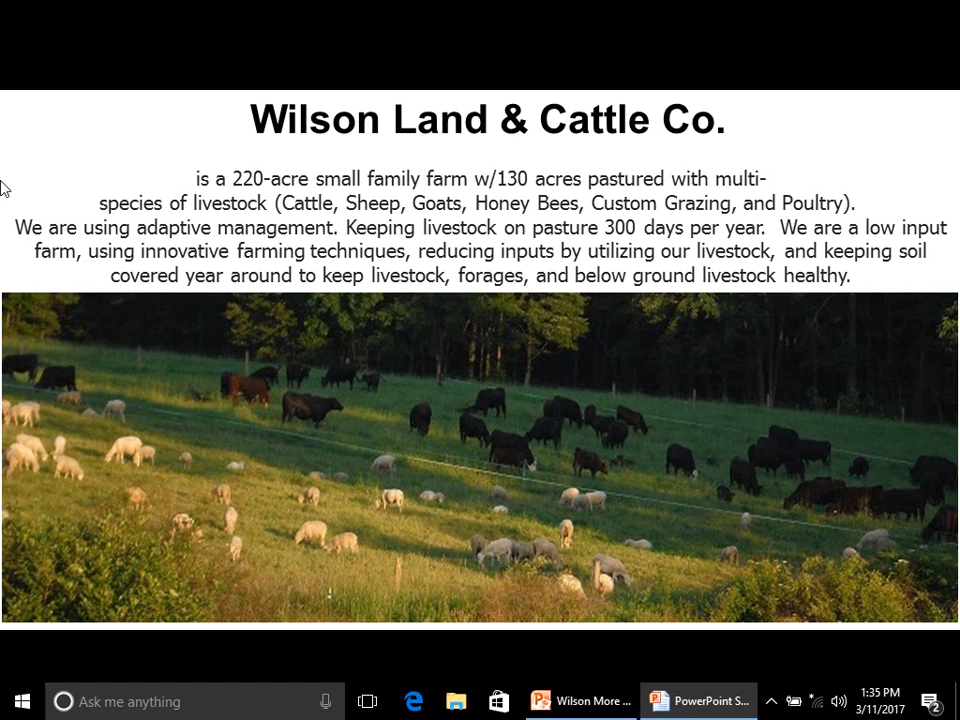 Wilson Land & Cattle Co.
is a 220-acre small family farm w/130 acres pastured with multi-
species of livestock (Cattle, Sheep, Goats, Honey Bees, Custom Grazing, and Poultry).
We are using adaptive management. Keeping livestock on pasture 300 days per year. We are a low input
farm, using innovative farming techniques, reducing inputs by utilizing our livestock, and keeping soil
covered year around to keep livestock, forages, and below ground livestock healthy.
Ask me anything
Wilson More ...
PowerPoint S...
1:35 PM
3/11/2017
2